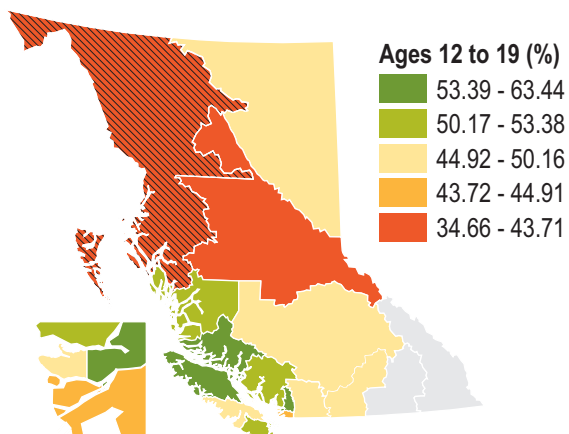 Ages 12 to 19 (%)
53.39 - 63.44
50.17 - 53.38
44.92 - 50.16
43.72 - 44.91
34.66 - 43.71